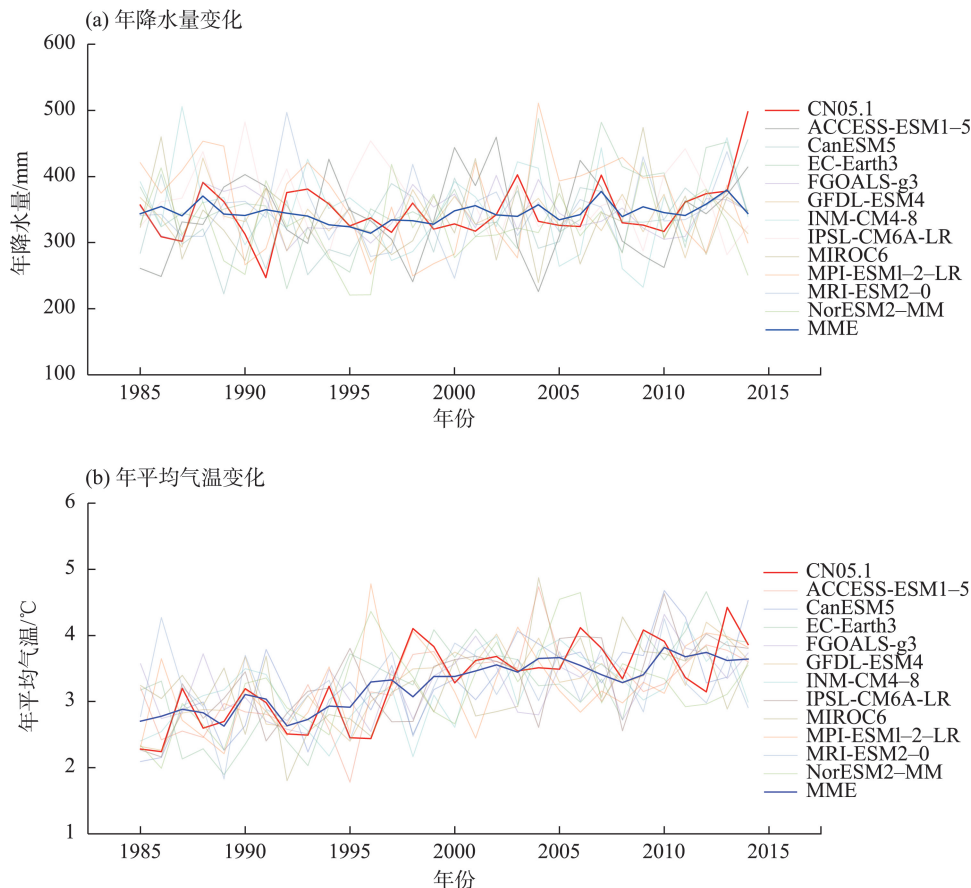 (a) 年降水量变化
600
500
400
300
200
100
年降水量/mm
1985
1990
1995
2000
2005
2010
2015
年份
CN05.1
ACCESS-ESM1–5
CanESM5
EC-Earth3
FGOALS-g3
GFDL-ESM4
INM-CM4-8
IPSL-CM6A-LR
MIROC6
MPI-ESMl–2–LR
MRI-ESM2–0
NorESM2–MM
MME
(b) 年平均气温变化
6
5
4
3
2
1
年平均气温/℃
1985
1990
1995
2000
2005
2010
2015
年份
CN05.1
ACCESS-ESM1–5
CanESM5
EC-Earth3
FGOALS-g3
GFDL-ESM4
INM-CM4–8
IPSL-CM6A-LR
MIROC6
MPI-ESMl–2–LR
MRI-ESM2–0
NorESM2–MM
MME